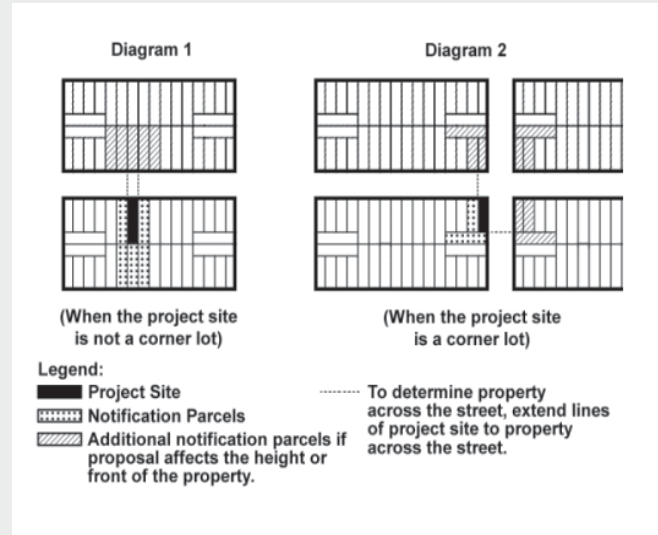 Diagram 1
Diagram 2
(When the project site
is not a corner lot)
(When the project site
is a corner lot)
Legend:
Project Site
Notification Parcels
Additional notification parcels if
proposal affects the height or
front of the property.
To determine property
across the street, extend lines
of project site to property
across the street.